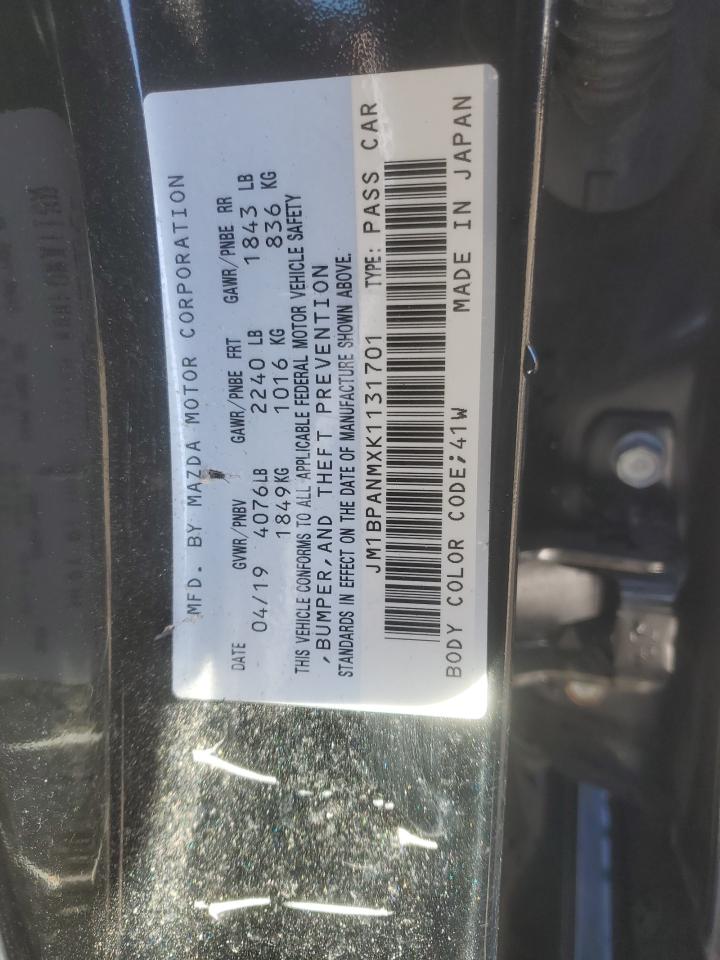 MFD. BY MAZDA MOTOR CORPORATION
DATE GVWR/PNBV GAWR/PNBE FRT GAWR/PNBE RR
04/19 4076LB 2240 LB 1843 LB
1849KG 1016 KG 836 KG
THIS VEHICLE CONFORMS TO ALL APPLICABLE FEDERAL MOTOR VEHICLE SAFETY
,BUMPER,AND THEFT PREVENTION
STANDARDS IN EFFECT ON THE DATE OF MANUFACTURE SHOWN ABOVE.
JM1BPANMXK1131701 TYPE: PASS CAR
BODY COLOR CODE;41W MADE IN JAPAN